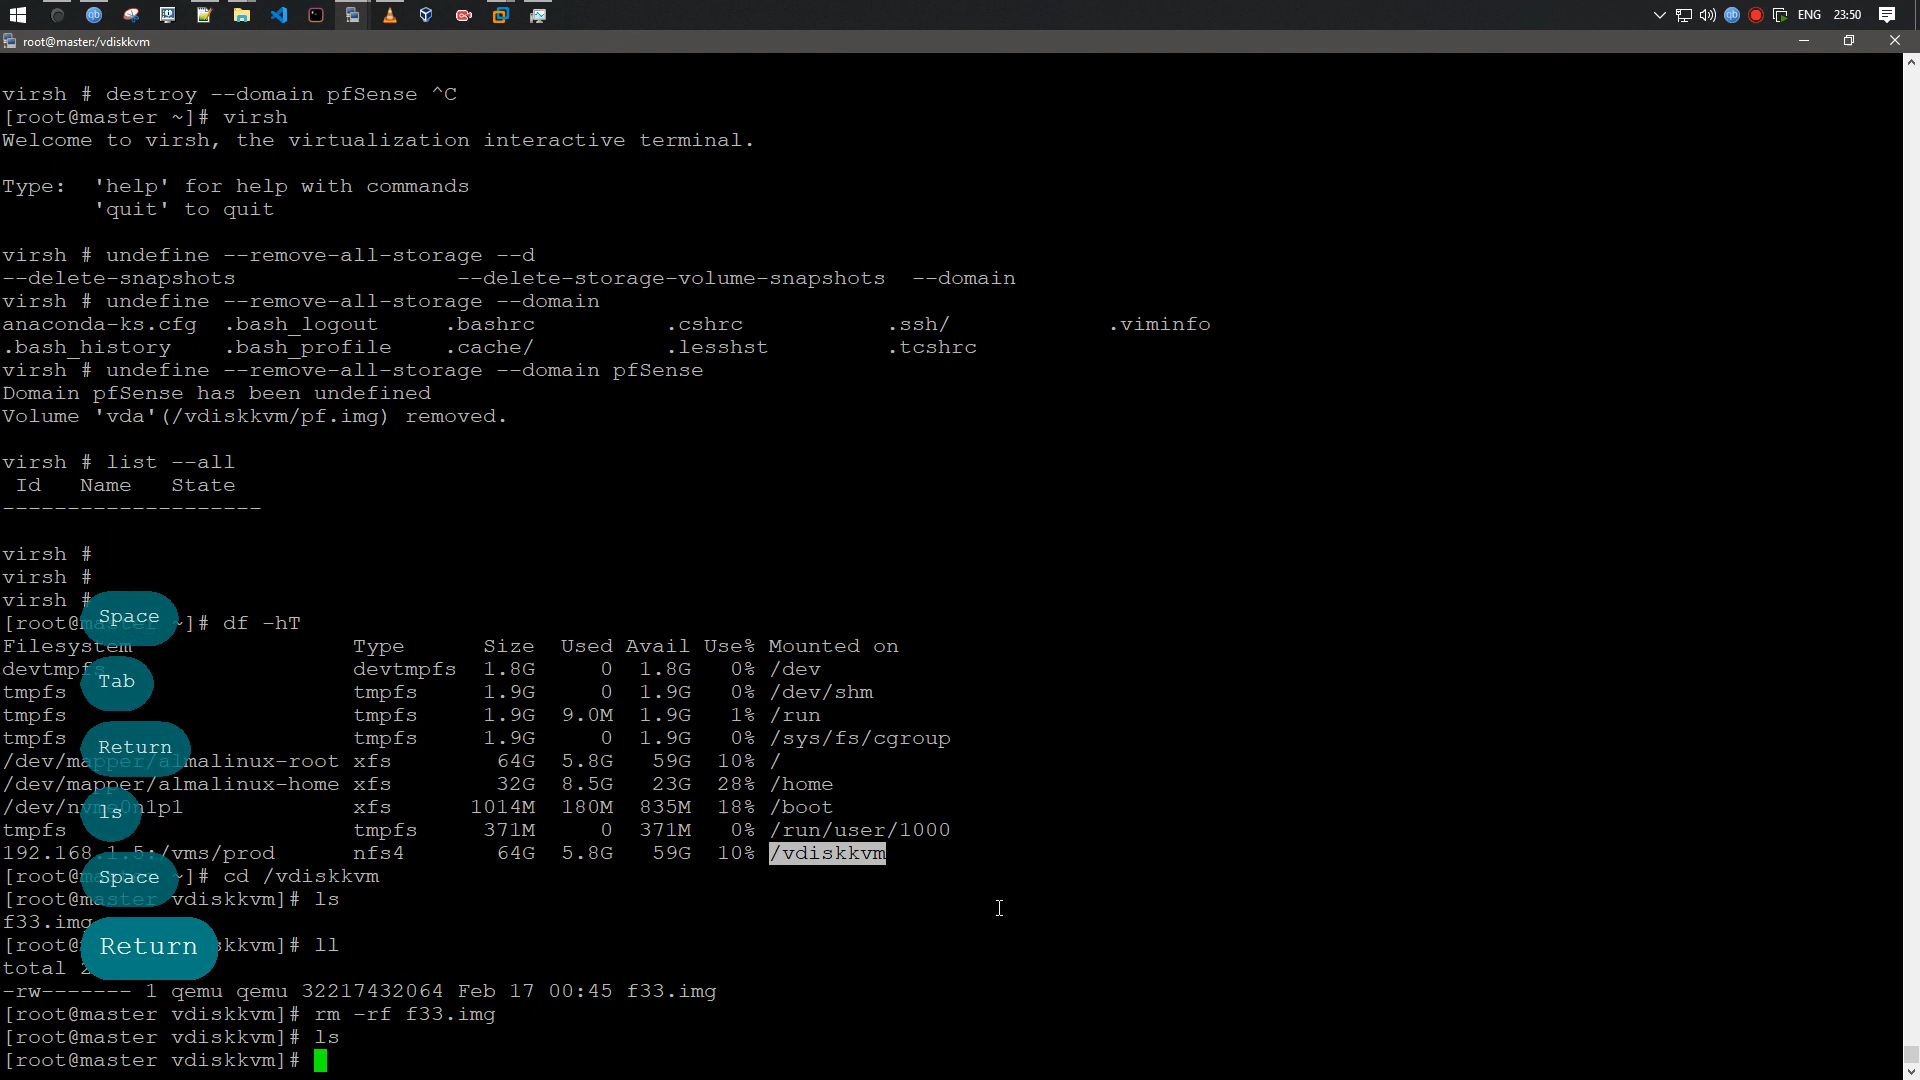 ENG 23:50
root@master:/vdiskkvm
virsh # destroy --domain pfSense ^C
[root@master ~]# virsh
Welcome to virsh, the virtualization interactive terminal.
Type:  'help' for help with commands
       'quit' to quit
virsh # undefine --remove-all-storage --d
--delete-snapshots                 --delete-storage-volume-snapshots  --domain
virsh # undefine --remove-all-storage --domain
anaconda-ks.cfg  .bash_logout     .bashrc          .cshrc           .ssh/            .viminfo
.bash_history    .bash_profile    .cache/          .lesshst         .tcshrc
virsh # undefine --remove-all-storage --domain pfSense
Domain pfSense has been undefined
Volume 'vda'(/vdiskkvm/pf.img) removed.
virsh # list --all
 Id   Name   State
--------------------
virsh #
virsh #
virsh #
Space
[root@master ~]# df -hT
Filesystem                 Type      Size  Used Avail Use% Mounted on
devtmpfs                   devtmpfs  1.8G     0  1.8G   0% /dev
Tab
tmpfs                      tmpfs     1.9G     0  1.9G   0% /dev/shm
tmpfs                      tmpfs     1.9G  9.0M  1.9G   1% /run
tmpfs                      tmpfs     1.9G     0  1.9G   0% /sys/fs/cgroup
Return
/dev/mapper/almalinux-root xfs        64G  5.8G   59G  10% /
/dev/mapper/almalinux-home xfs        32G  8.5G   23G  28% /home
/dev/nvme0n1p1             xfs      1014M  180M  835M  18% /boot
ls
tmpfs                      tmpfs     371M     0  371M   0% /run/user/1000
192.168.1.5:/vms/prod      nfs4       64G  5.8G   59G  10% /vdiskkvm
[root@master ~]# cd /vdiskkvm
Space
[root@master vdiskkvm]# ls
f33.img
[root@master vdiskkvm]# ll
Return
total
-rw------- 1 qemu qemu 32217432064 Feb 17 00:45 f33.img
[root@master vdiskkvm]# rm -rf f33.img
[root@master vdiskkvm]# ls
[root@master vdiskkvm]#